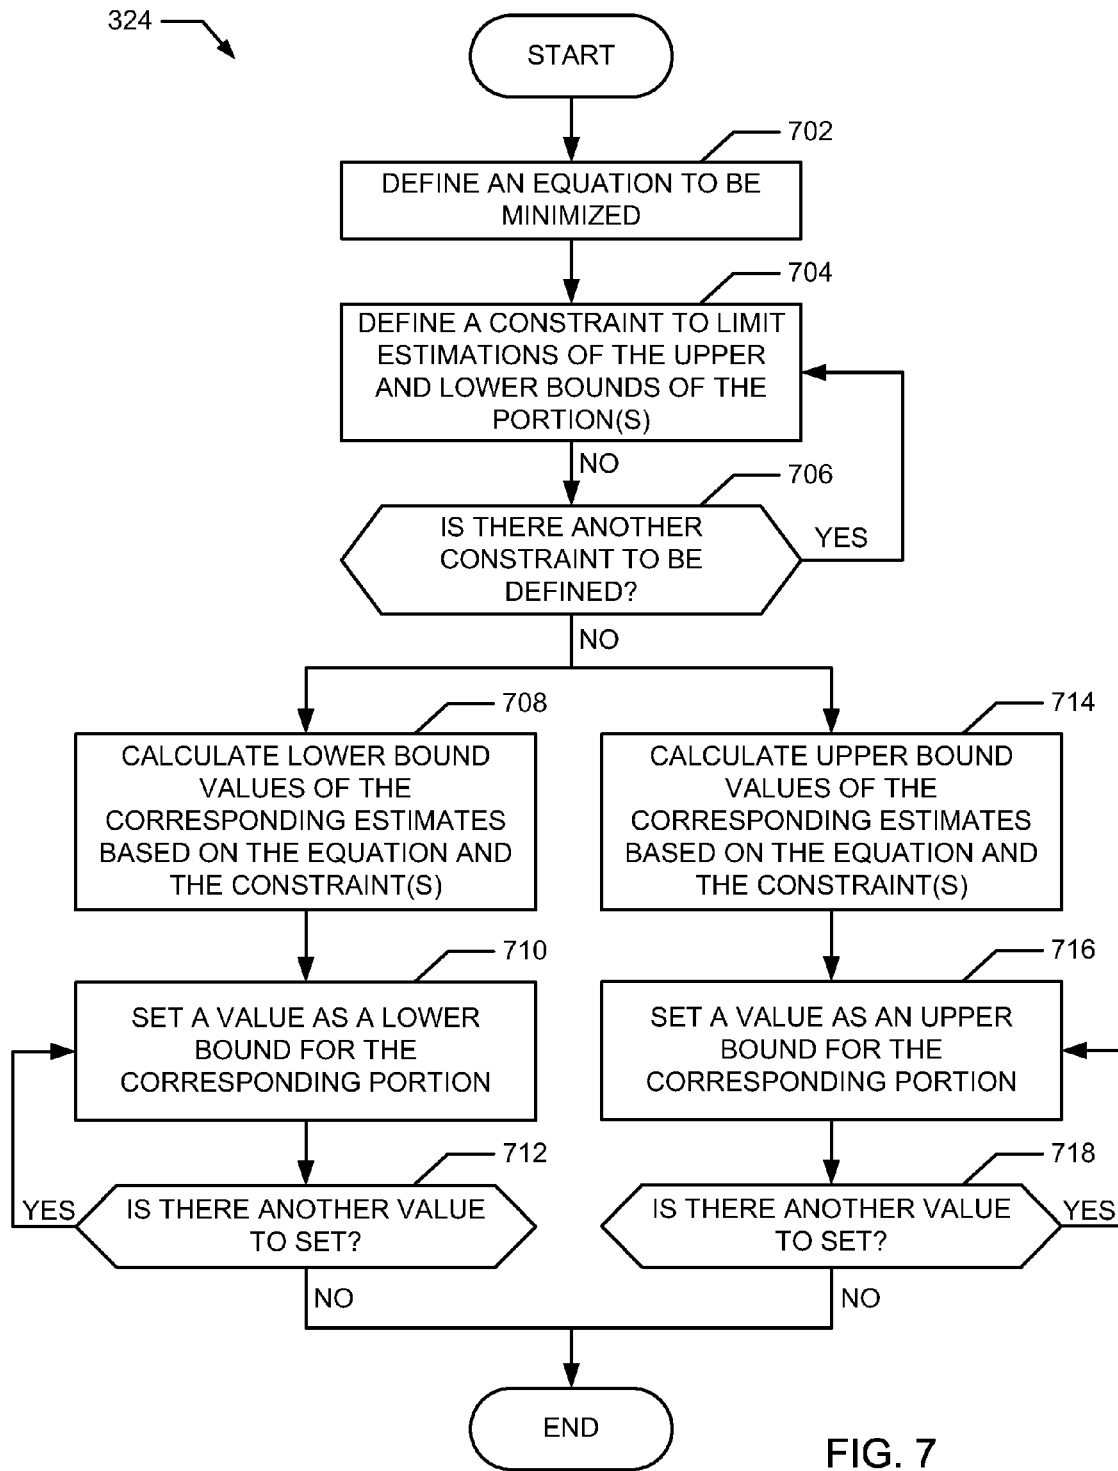 324
START
702
DEFINE AN EQUATION TO BE
MINIMIZED
704
DEFINE A CONSTRAINT TO LIMIT
ESTIMATIONS OF THE UPPER
AND LOWER BOUNDS OF THE
PORTION(S)
NO
706
IS THERE ANOTHER
CONSTRAINT TO BE
DEFINED?
YES
NO
708
CALCULATE LOWER BOUND
VALUES OF THE
CORRESPONDING ESTIMATES
BASED ON THE EQUATION AND
THE CONSTRAINT(S)
714
CALCULATE UPPER BOUND
VALUES OF THE
CORRESPONDING ESTIMATES
BASED ON THE EQUATION AND
THE CONSTRAINT(S)
710
SET A VALUE AS A LOWER
BOUND FOR THE
CORRESPONDING PORTION
716
SET A VALUE AS AN UPPER
BOUND FOR THE
CORRESPONDING PORTION
712
YES
IS THERE ANOTHER VALUE
TO SET?
NO
718
IS THERE ANOTHER VALUE
TO SET?
YES
NO
END
FIG. 7